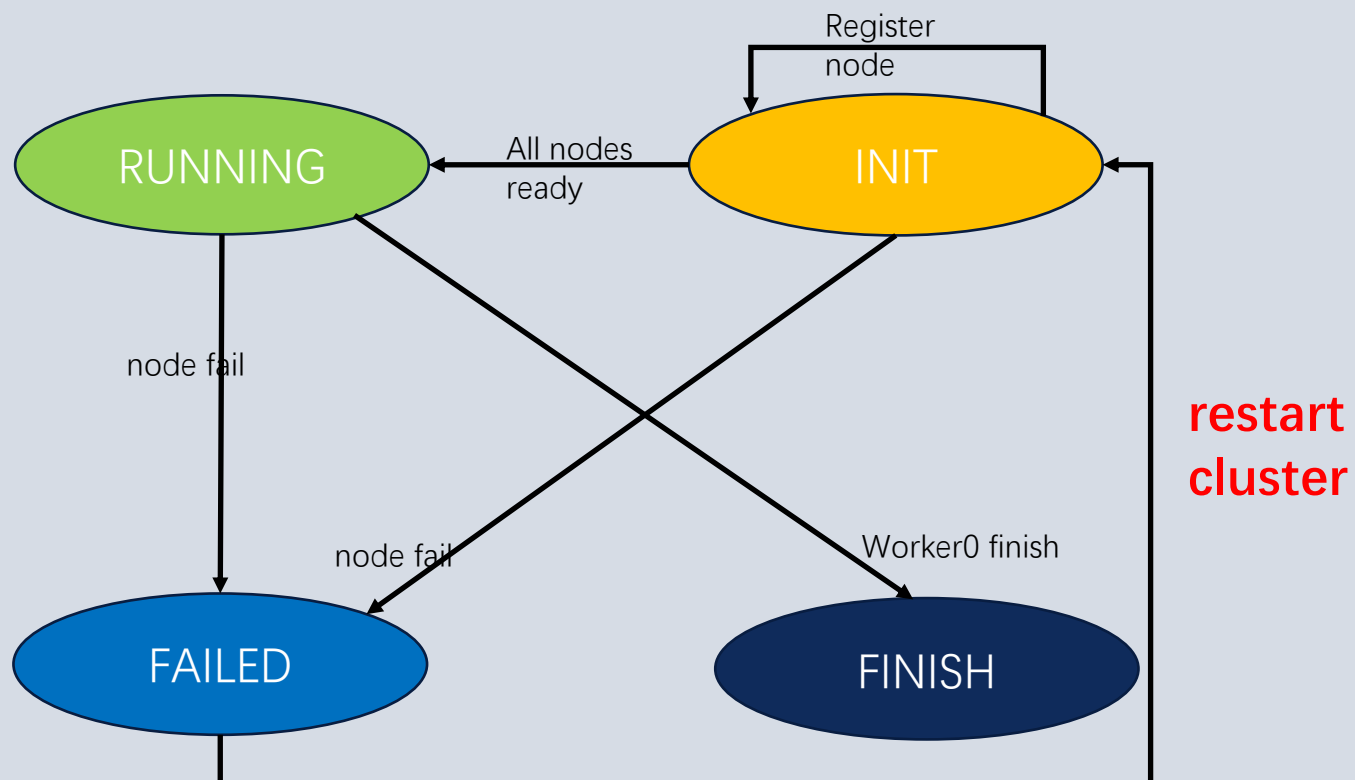 Register
node
RUNNING
All nodes
ready
INIT
node fail
restart
cluster
node fail
Worker0 finish
FAILED
FINISH